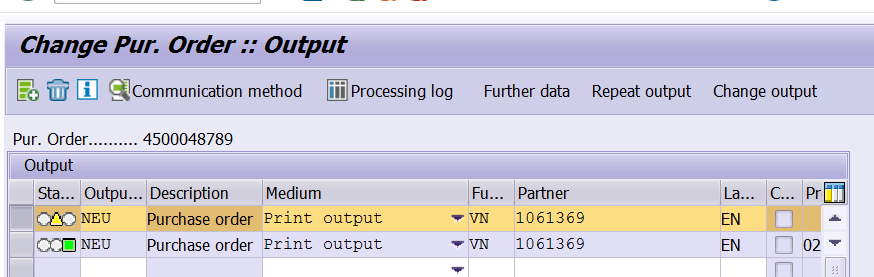 Change Pur. Order :: Output
Communication method Processing log Further data Repeat output Change output
Pur. Order.......... 4500048789
Output
Sta... Outpu... Description Medium Fu... Partner La... C... Pr
NEU Purchase order Print output VN 1061369 EN
NEU Purchase order Print output VN 1061369 EN 02